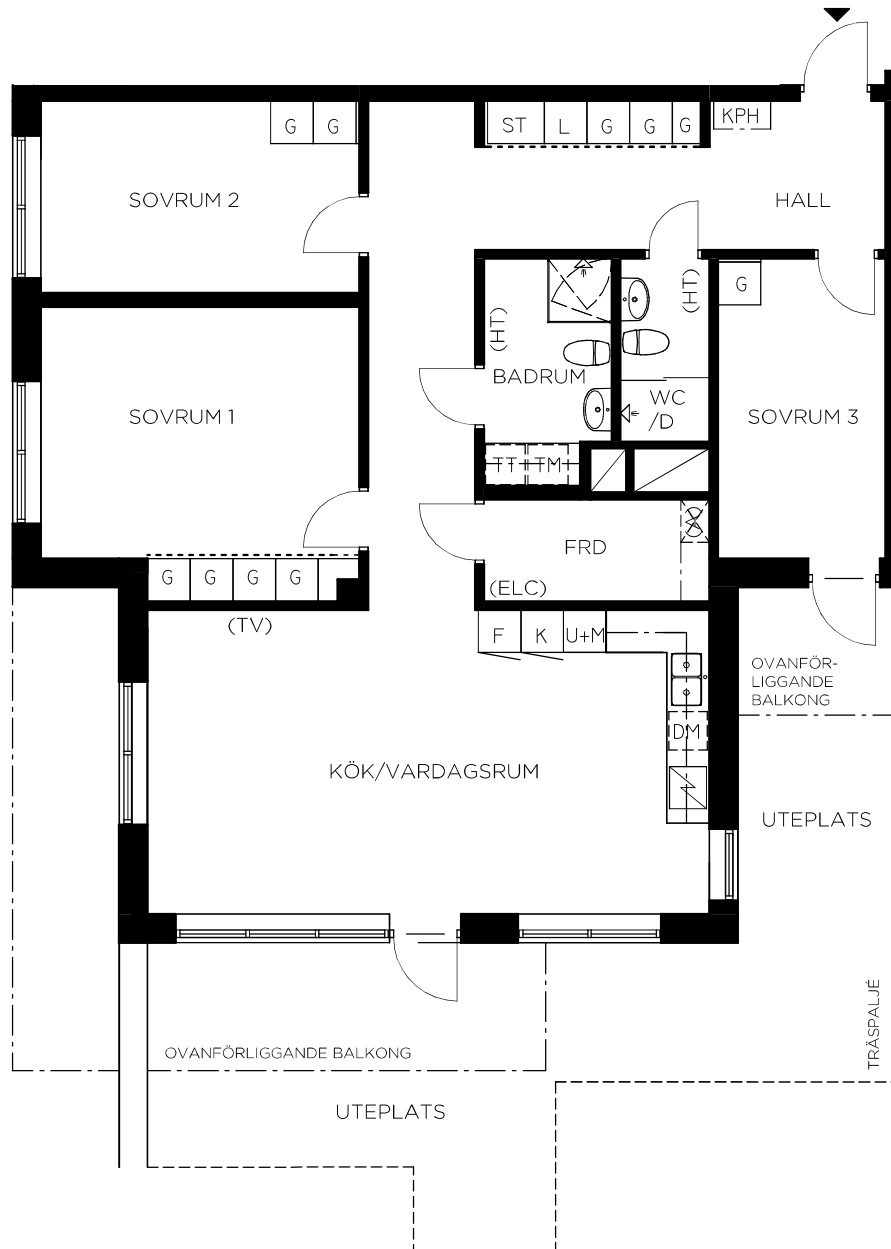 ST
L
G
G
G
KPH
G
G
SOVRUM 2
HALL
(HT)
(HT)
G
BADRUM
WC
/D
SOVRUM 1
SOVRUM 3
TT
TM
FRD
(ELC)
G
G
G
G
(TV)
F
K
U+M
OVANFÖR-
LIGGANDE
BALKONG
DM
KÖK/VARDAGSRUM
UTEPLATS
TRÄSPALJÉ
OVANFÖRLIGGANDE BALKONG
UTEPLATS